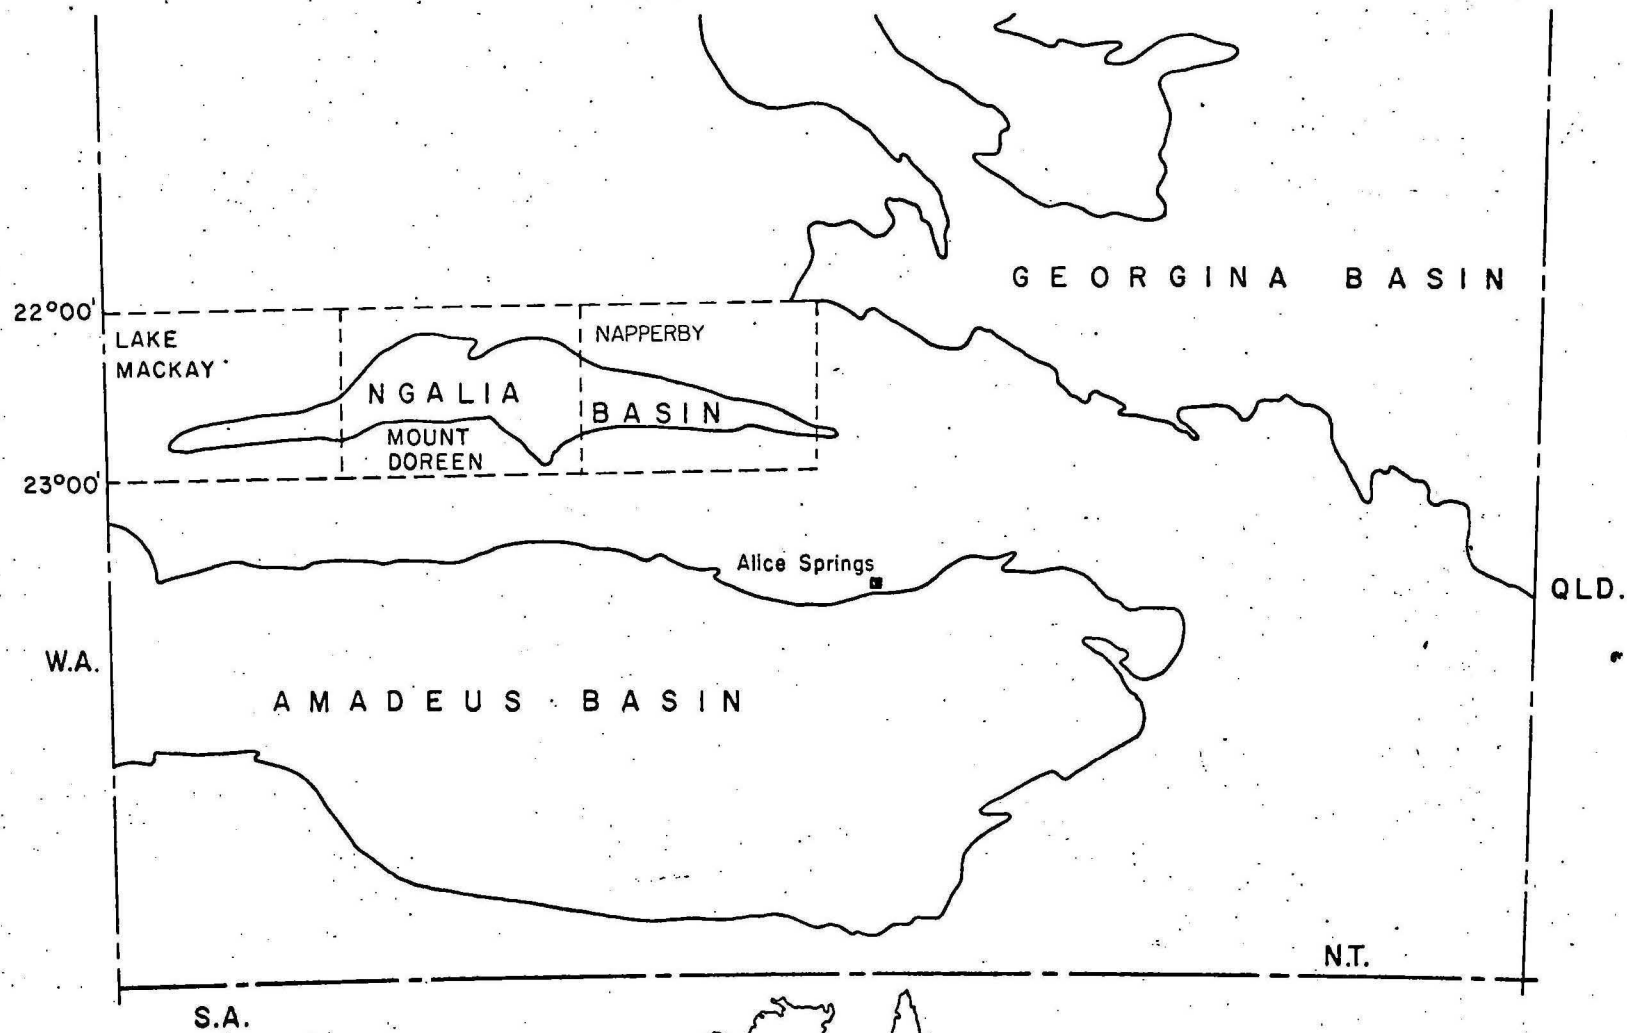 GEORGINA BASIN
22°00'
LAKE
MACKAY
NAPPERBY
NGALIA
BASIN
MOUNT
DOREEN
23°00'
Alice Springs
QLD.
W.A.
AMADEUS BASIN
N.T.
S.A.